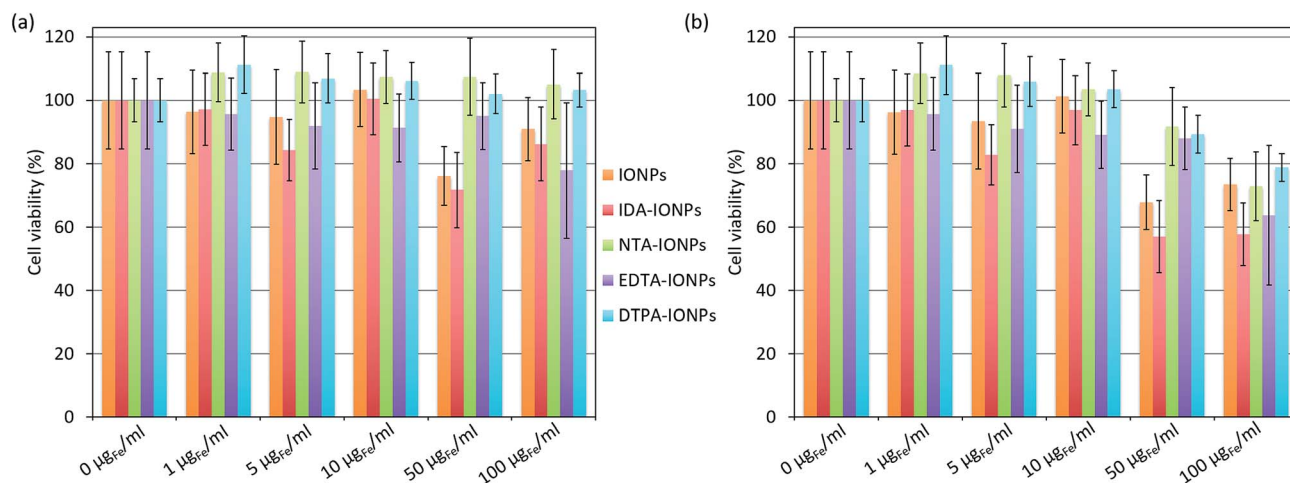 (a)
Cell viability (%)
120
100
80
60
40
20
0
0 µgFe/ml
1 µgFe/ml
5 µgFe/ml
10 µgFe/ml
50 µgFe/ml
100 µgFe/ml
IONPs
IDA-IONPs
NTA-IONPs
EDTA-IONPs
DTPA-IONPs
(b)
Cell viability (%)
120
100
80
60
40
20
0
0 µgFe/ml
1 µgFe/ml
5 µgFe/ml
10 µgFe/ml
50 µgFe/ml
100 µgFe/ml